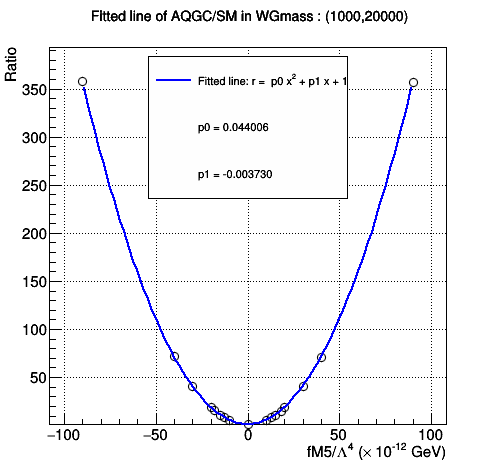 FItted line of AQGC/SM in WGmass : (1000,20000)
Ratio
Fitted line: r = p0 x² + p1 x + 1
p0 = 0.044006
p1 = -0.003730
350
300
250
200
150
100
50
−100 −50 0 50 100
fM5/Λ⁴ (× 10⁻¹² GeV)